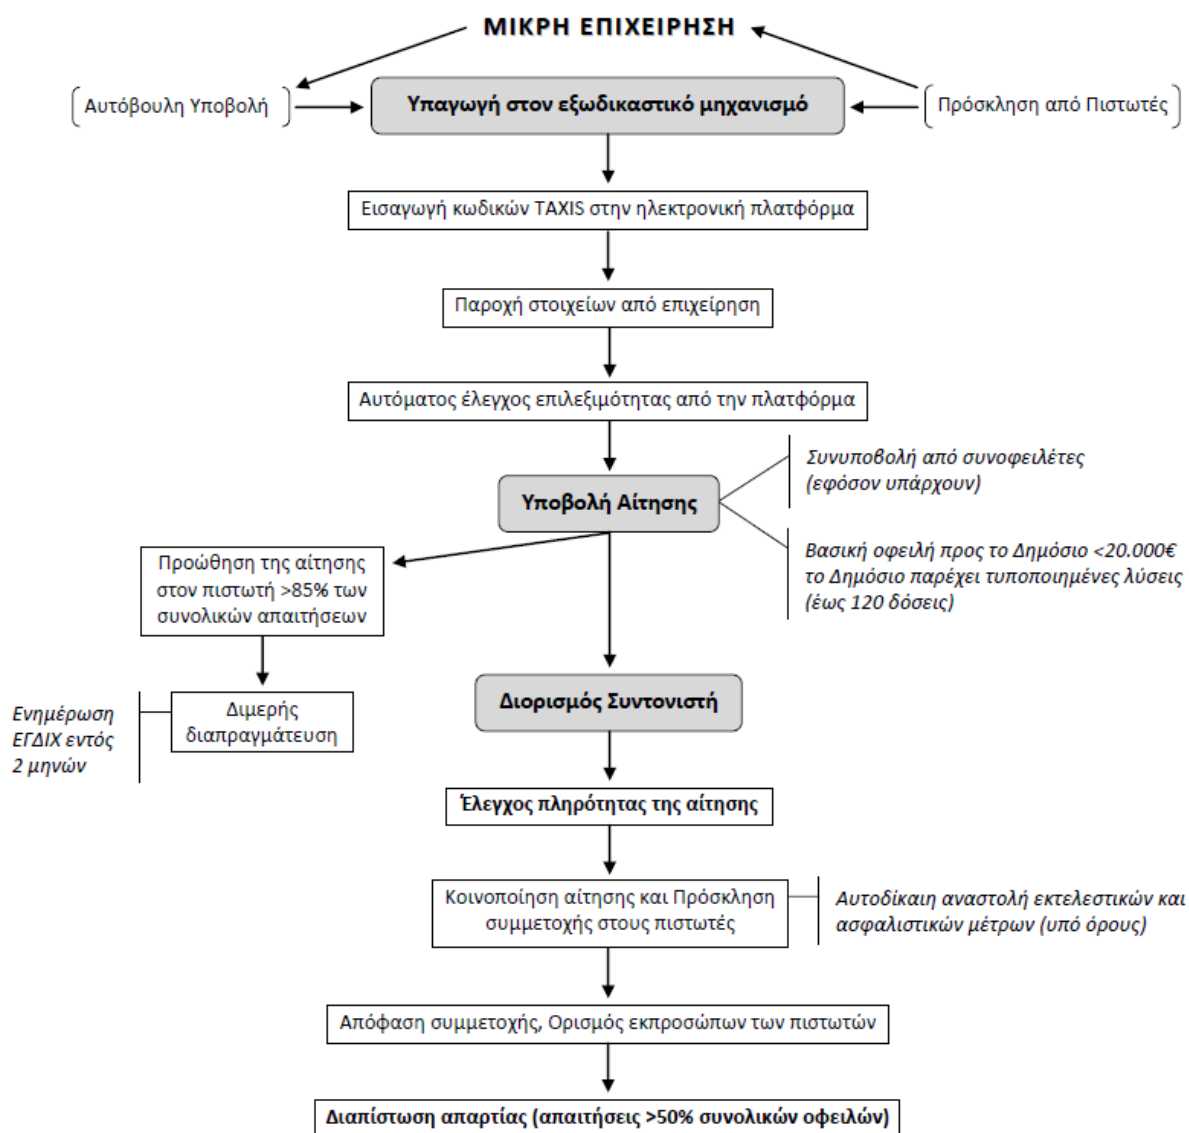 ΜΙΚΡΗ ΕΠΙΧΕΙΡΗΣΗ
Αυτόβουλη Υποβολή
Υπαγωγή στον εξωδικαστικό μηχανισμό
Πρόσκληση από Πιστωτές
Εισαγωγή κωδικών TAXIS στην ηλεκτρονική πλατφόρμα
Παροχή στοιχείων από επιχείρηση
Αυτόματος έλεγχος επιλεξιμότητας από την πλατφόρμα
Συνυποβολή από συνοφειλέτες
(εφόσον υπάρχουν)
Υποβολή Αίτησης
Βασική οφειλή προς το Δημόσιο <20.000€
το Δημόσιο παρέχει τυποποιημένες λύσεις
(έως 120 δόσεις)
Προώθηση της αίτησης
στον πιστωτή >85% των
συνολικών απαιτήσεων
Διορισμός Συντονιστή
Ενημέρωση
ΕΓΔΙΧ εντός
2 μηνών
Διμερής
διαπραγμάτευση
Έλεγχος πληρότητας της αίτησης
Κοινοποίηση αίτησης και Πρόσκληση
συμμετοχής στους πιστωτές
Αυτοδίκαιη αναστολή εκτελεστικών και
ασφαλιστικών μέτρων (υπό όρους)
Απόφαση συμμετοχής, Ορισμός εκπροσώπων των πιστωτών
Διαπίστωση απαρτίας (απαιτήσεις >50% συνολικών οφειλών)